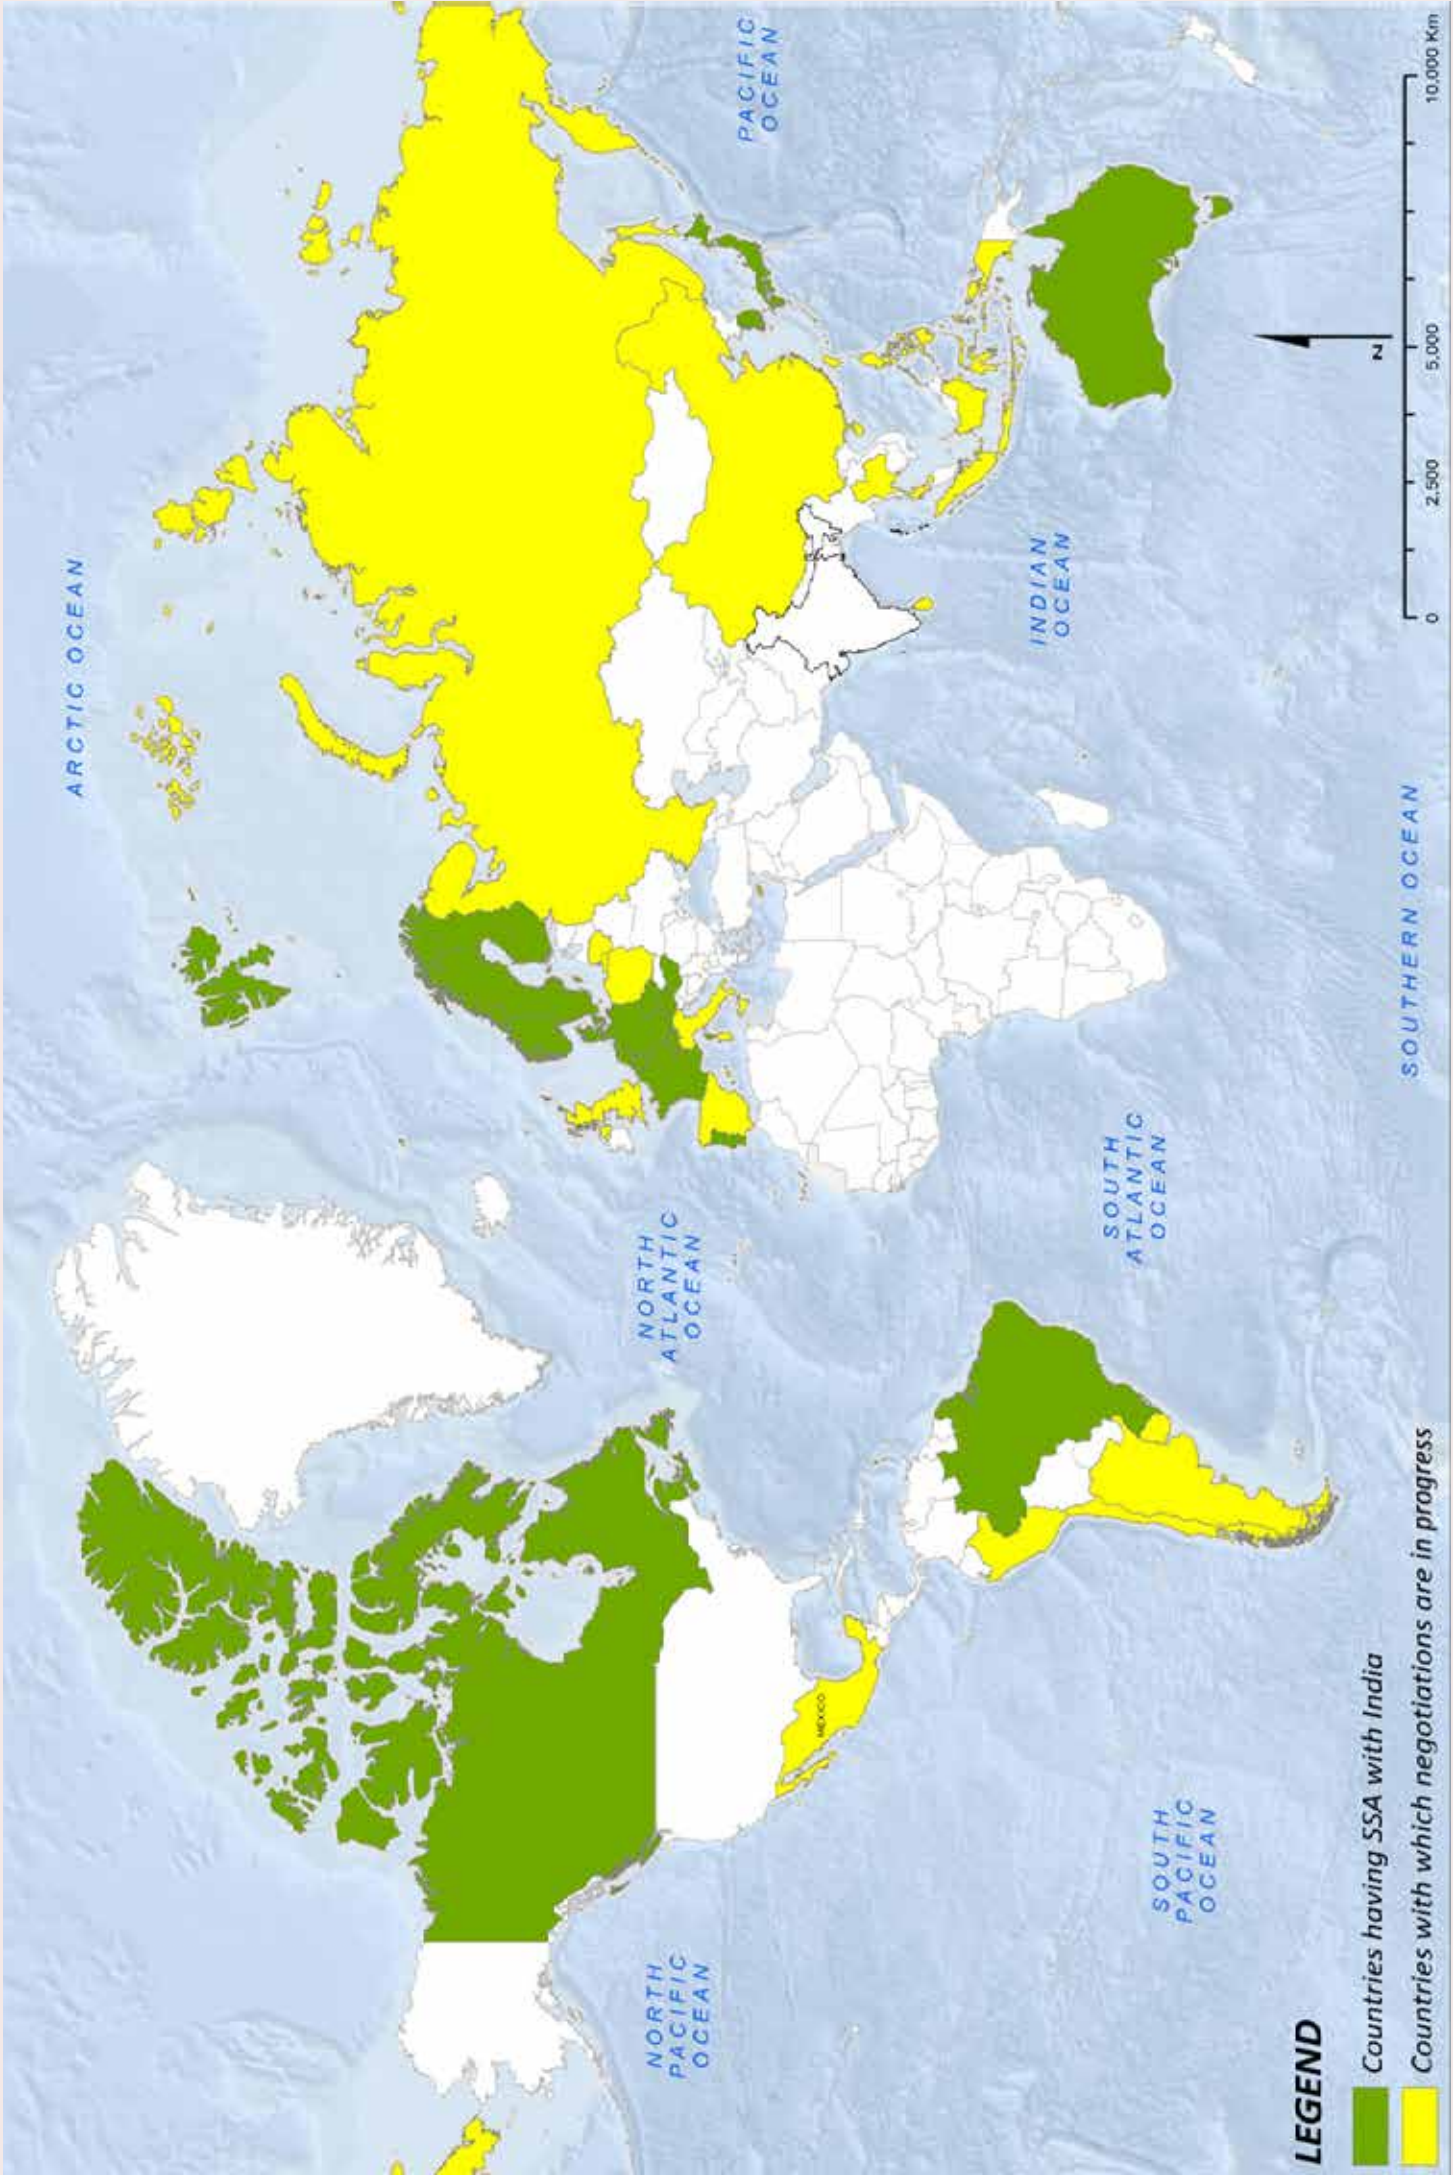 ARCTIC OCEAN
NORTH
PACIFIC
OCEAN
NORTH
ATLANTIC
OCEAN
PACIFIC
OCEAN
MEXICO
INDIAN
OCEAN
SOUTH
PACIFIC
OCEAN
SOUTH
ATLANTIC
OCEAN
SOUTHERN OCEAN
N
0 2,500 5,000 10,000 Km
LEGEND
Countries having SSA with India
Countries with which negotiations are in progress